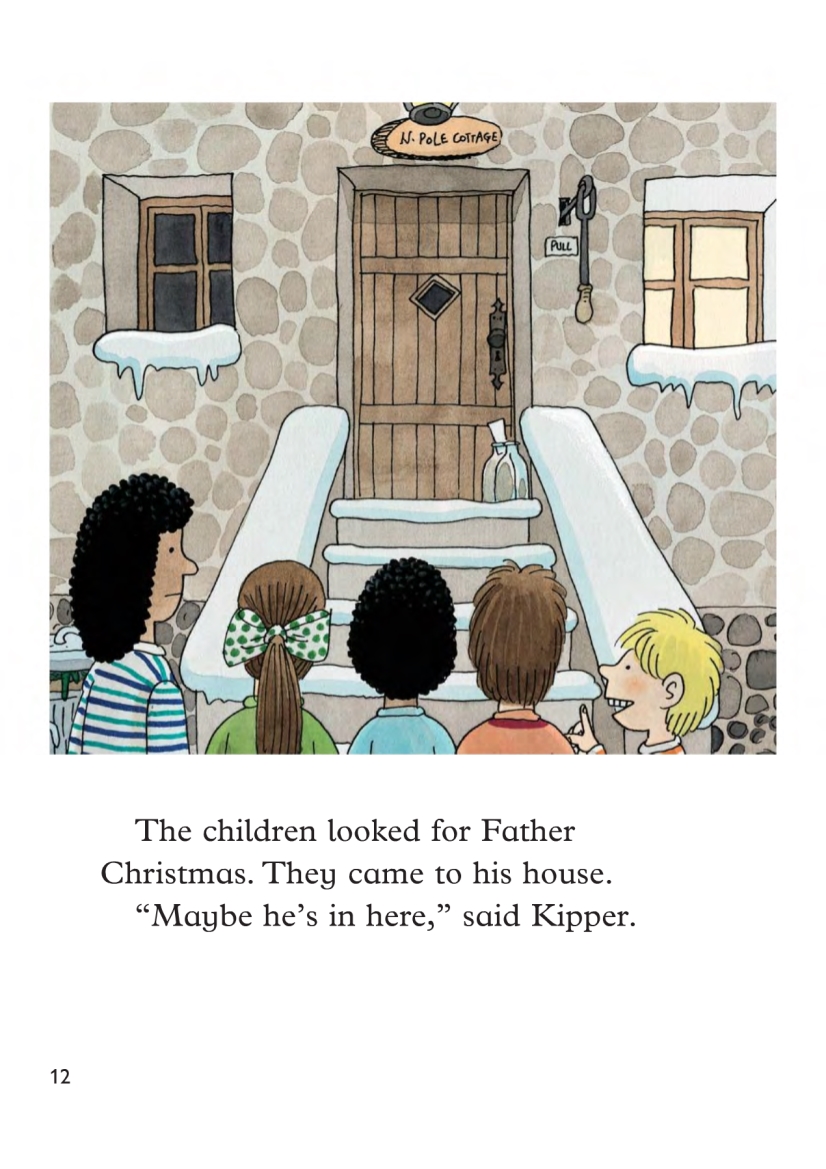 N. POLE COTTAGE
PULL
The children looked for Father
Christmas. They came to his house.
“Maybe he’s in here,” said Kipper.
12